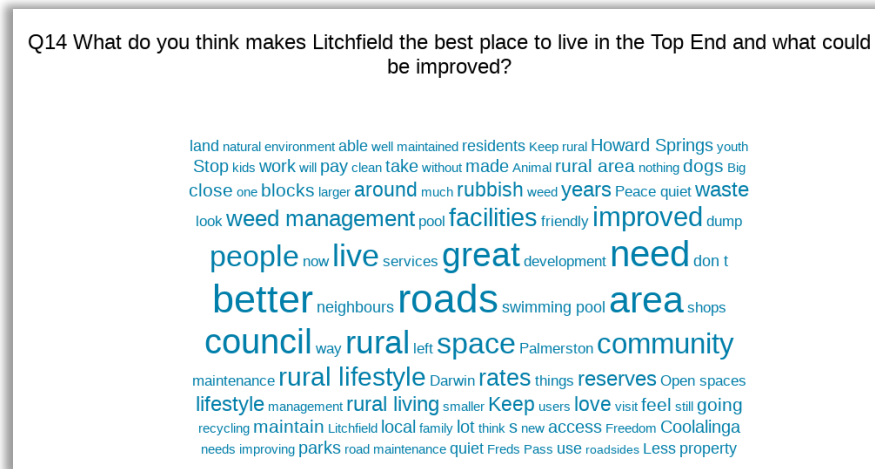 Q14 What do you think makes Litchfield the best place to live in the Top End and what could
be improved?
land natural environment able well maintained residents Keep rural Howard Springs youth
Stop kids work will pay clean take without made Animal rural area nothing dogs Big
close one blocks larger around much rubbish weed years Peace quiet waste
look weed management pool facilities friendly improved dump
people now live services great development need don t
better neighbours roads swimming pool area shops
council way rural left space Palmerston community
maintenance rural lifestyle Darwin rates things reserves Open spaces
lifestyle management rural living smaller Keep users love visit feel still going
recycling maintain Litchfield local family lot think s new access Freedom Coolalinga
needs improving parks road maintenance quiet Freds Pass use roadsides Less property